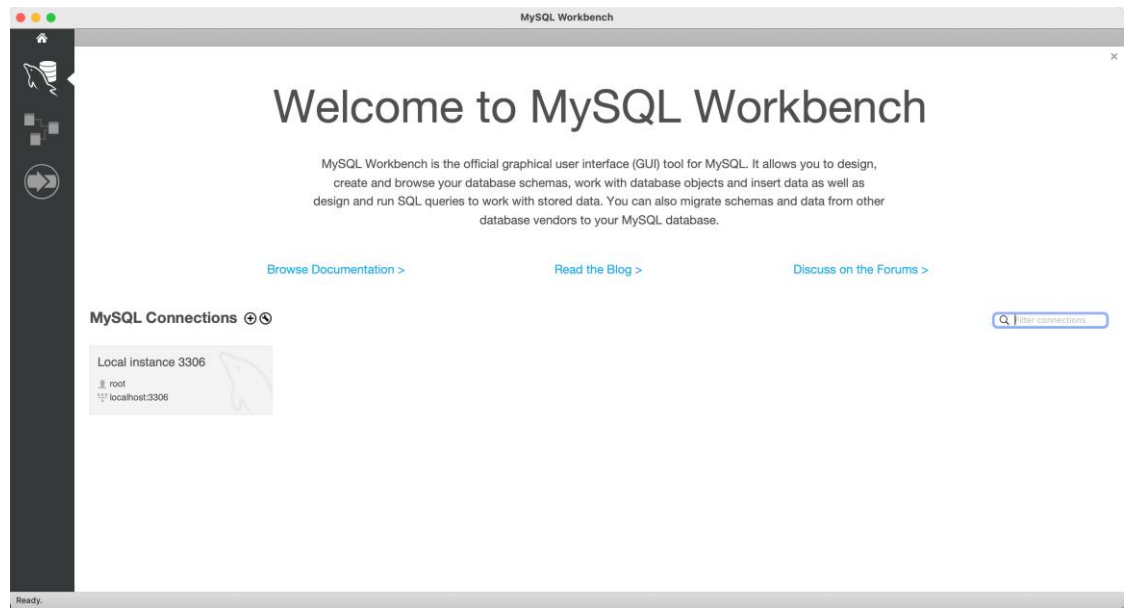 MySQL Workbench
Welcome to MySQL Workbench
MySQL Workbench is the official graphical user interface (GUI) tool for MySQL. It allows you to design,
create and browse your database schemas, work with database objects and insert data as well as
design and run SQL queries to work with stored data. You can also migrate schemas and data from other
database vendors to your MySQL database.
Browse Documentation >
Read the Blog >
Discuss on the Forums >
MySQL Connections
Filter connections
Local instance 3306
root
localhost:3306
Ready.